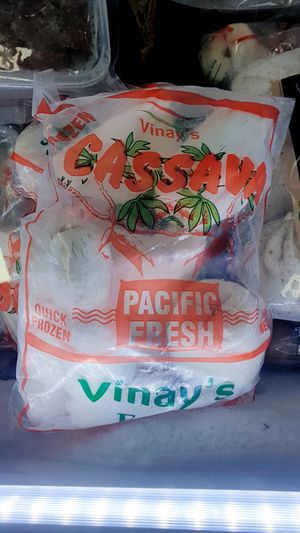 Vinay's
CASSAVA
QUICK
FROZEN
PACIFIC
FRESH
Vinay's